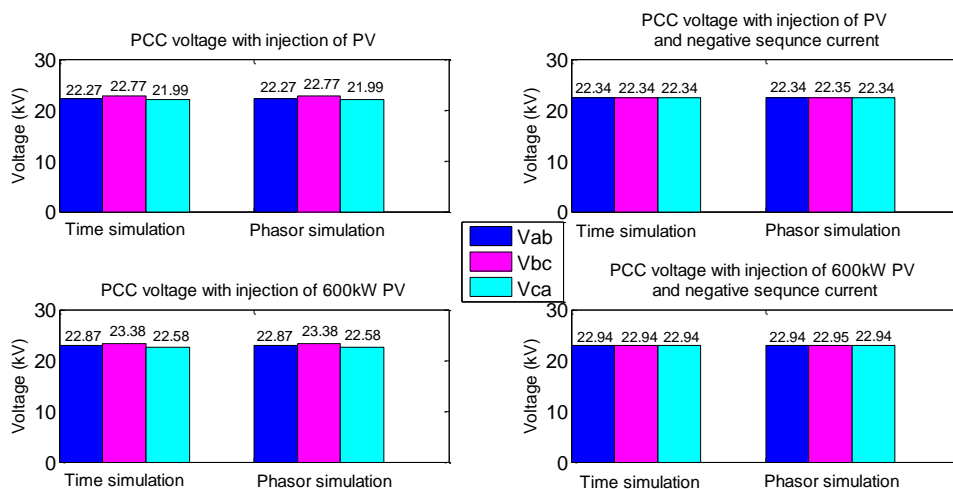 PCC voltage with injection of PV
30
20
10
0
Voltage (kV)
22.27 22.77 21.99 22.27 22.77 21.99
Time simulation Phasor simulation
PCC voltage with injection of PV
and negative sequnce current
30
20
10
0
Voltage (kV)
22.34 22.34 22.34 22.34 22.35 22.34
Time simulation Phasor simulation
Vab
Vbc
Vca
PCC voltage with injection of 600kW PV
30
20
10
0
Voltage (kV)
22.87 23.38 22.58 22.87 23.38 22.58
Time simulation Phasor simulation
PCC voltage with injection of 600kW PV
and negative sequnce current
30
20
10
0
Voltage (kV)
22.94 22.94 22.94 22.94 22.95 22.94
Time simulation Phasor simulation